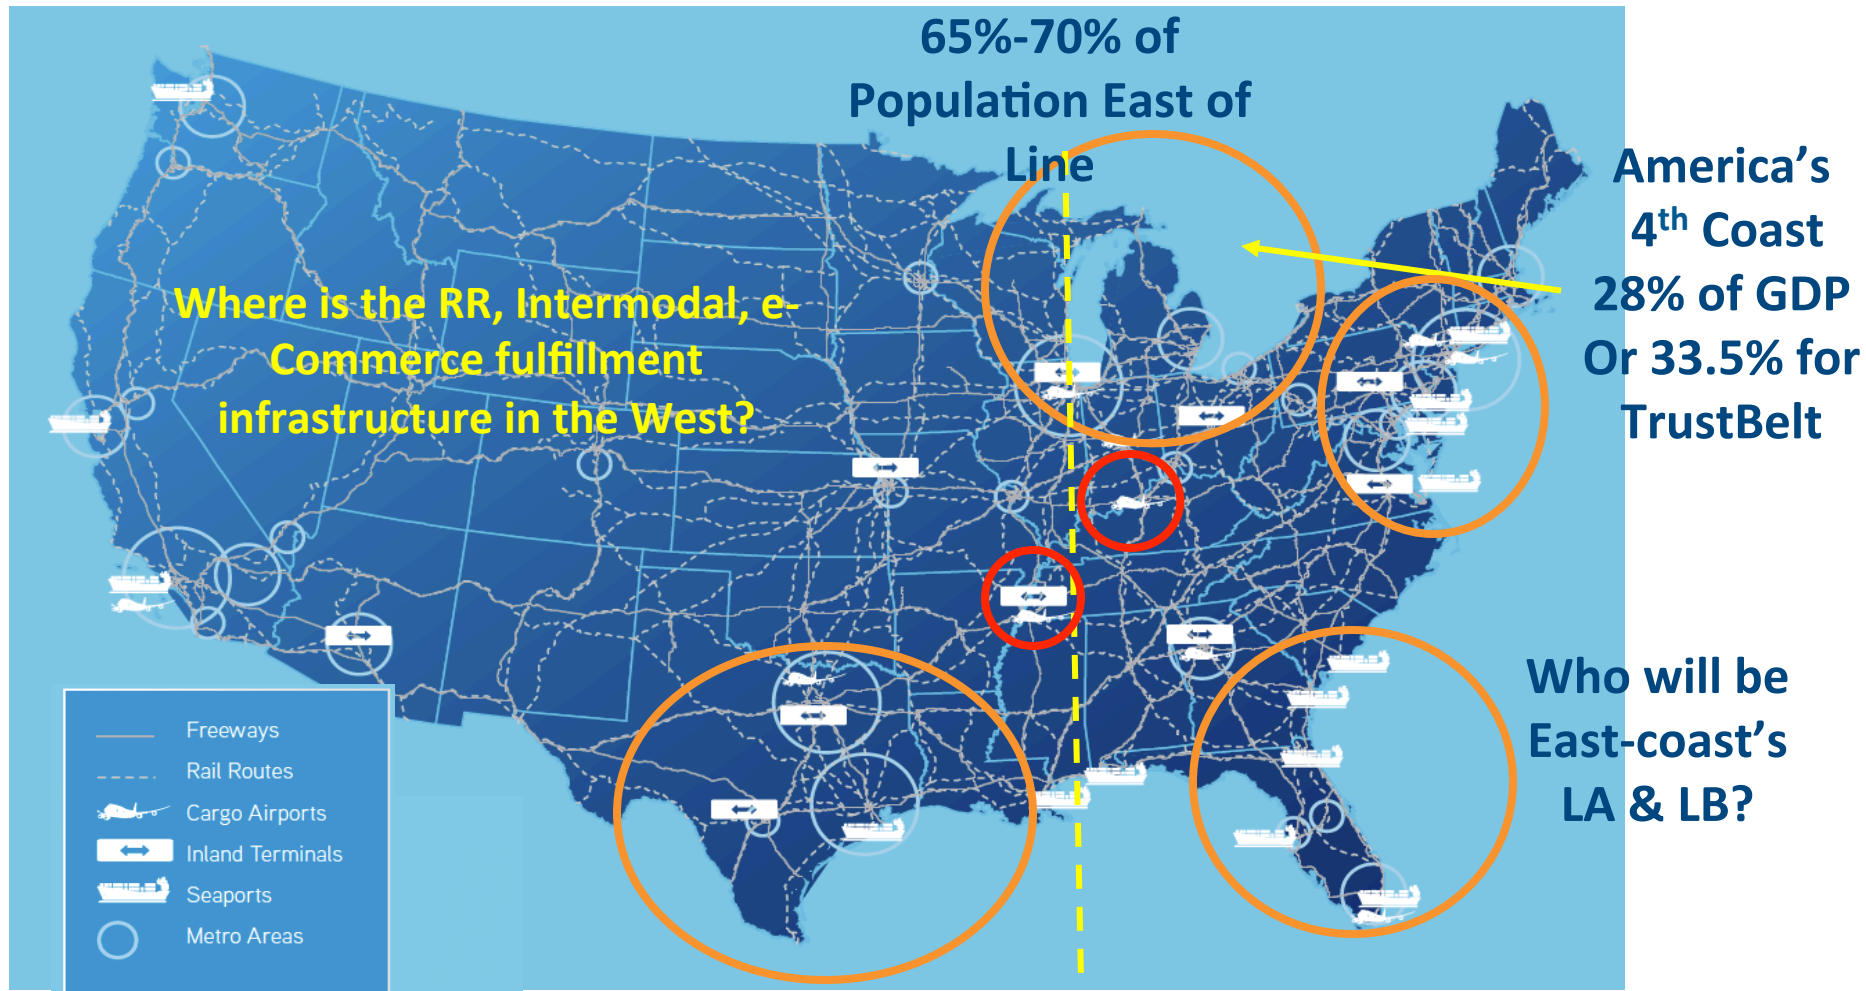 65%-70% of
Population East of
Line
America’s
4th Coast
28% of GDP
Or 33.5% for
TrustBelt
Where is the RR, Intermodal, e-
Commerce fulfillment
infrastructure in the West?
Who will be
East-coast’s
LA & LB?
Freeways
Rail Routes
Cargo Airports
Inland Terminals
Seaports
Metro Areas